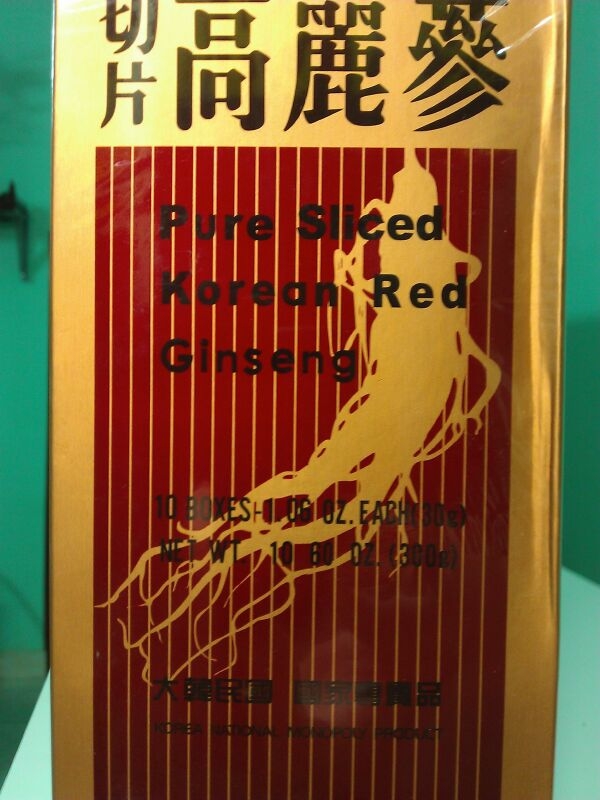 切片 高麗蔘
Pure Sliced
Korean Red
Ginseng
10 BOXES-1.06 OZ. EACH(30g)
NET WT. 10 60 OZ. (300g)
大韓民國 國家專賣品
KOREA NATIONAL MONOPOLY PRODUCT